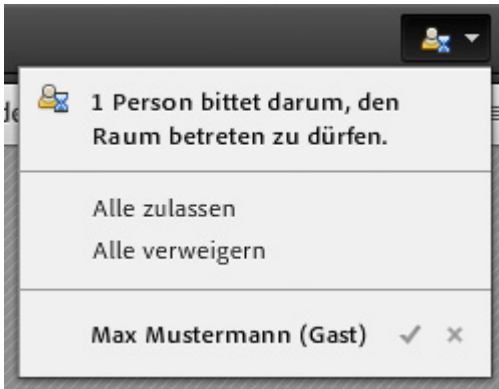 1 Person bittet darum, den
Raum betreten zu dürfen.
Alle zulassen
Alle verweigern
Max Mustermann (Gast)